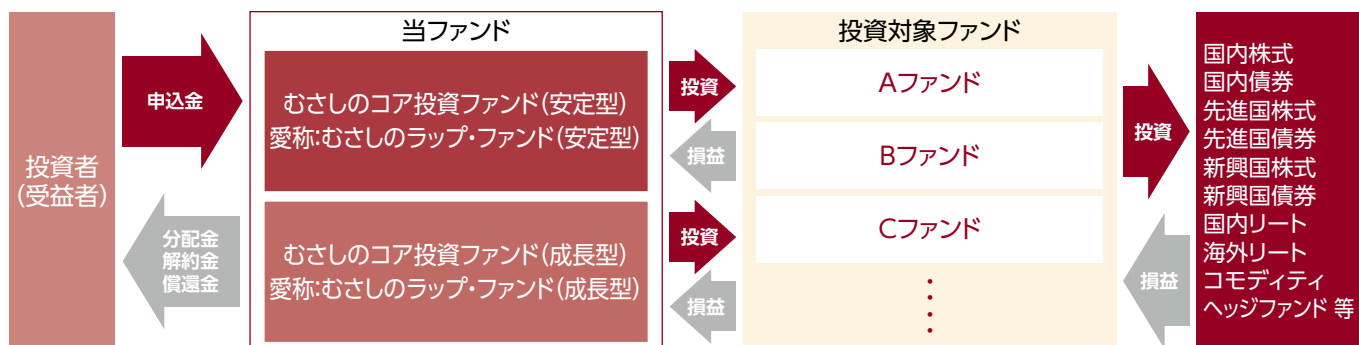 投資者
(受益者)
申込金
分配金
解約金
償還金
当ファンド
むさしのコア投資ファンド(安定型)
愛称:むさしのラップ・ファンド(安定型)
むさしのコア投資ファンド(成長型)
愛称:むさしのラップ・ファンド(成長型)
投資
損益
投資
損益
投資対象ファンド
Aファンド
Bファンド
Cファンド
投資
損益
国内株式
国内債券
先進国株式
先進国債券
新興国株式
新興国債券
国内リート
海外リート
コモディティ
ヘッジファンド 等